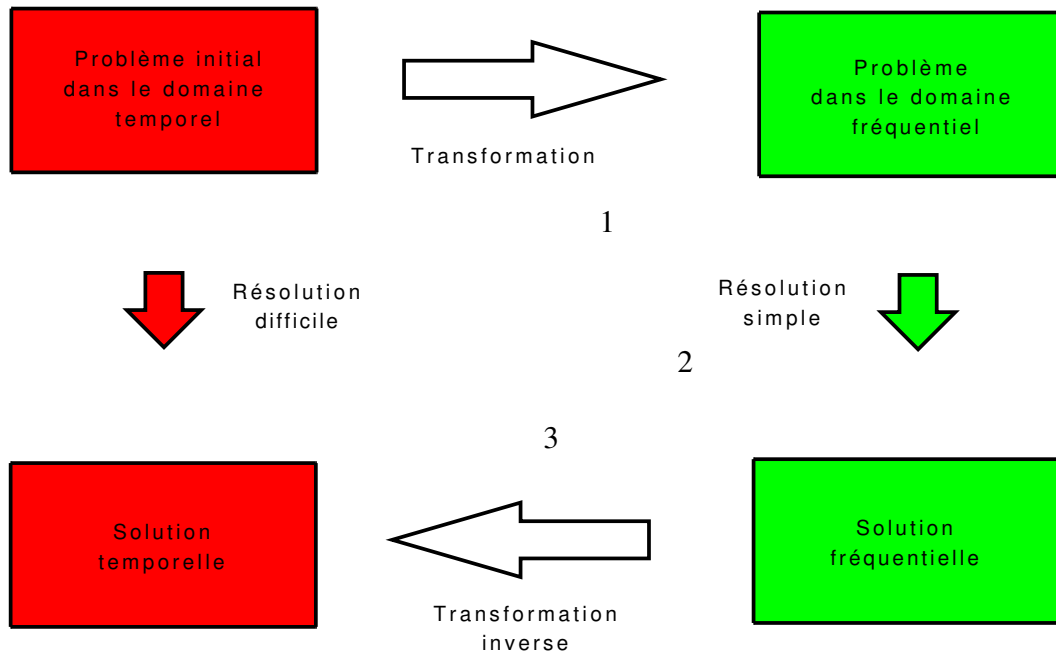 Problème initial
dans le domaine
temporel
Transformation
Problème
dans le domaine
fréquentiel
1
Résolution
difficile
Résolution
simple
2
3
Solution
temporelle
Transformation
inverse
Solution
fréquentielle